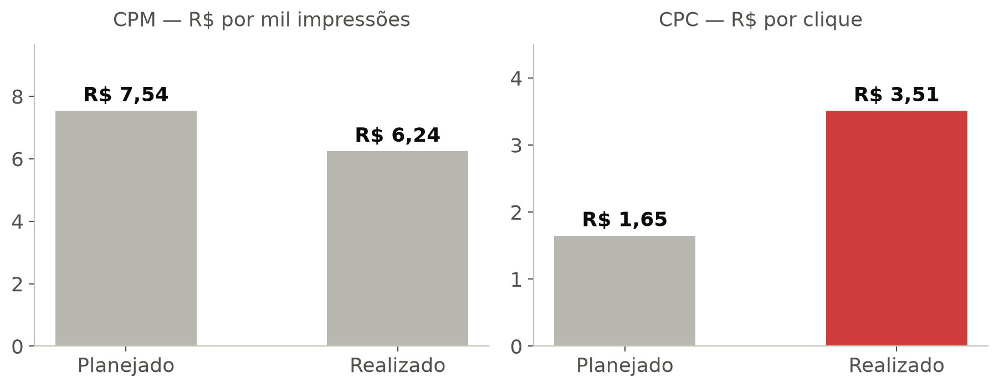 CPM — R$ por mil impressões
8
6
4
2
0
R$ 7,54
R$ 6,24
Planejado
Realizado
CPC — R$ por clique
4
3
2
1
0
R$ 1,65
R$ 3,51
Planejado
Realizado